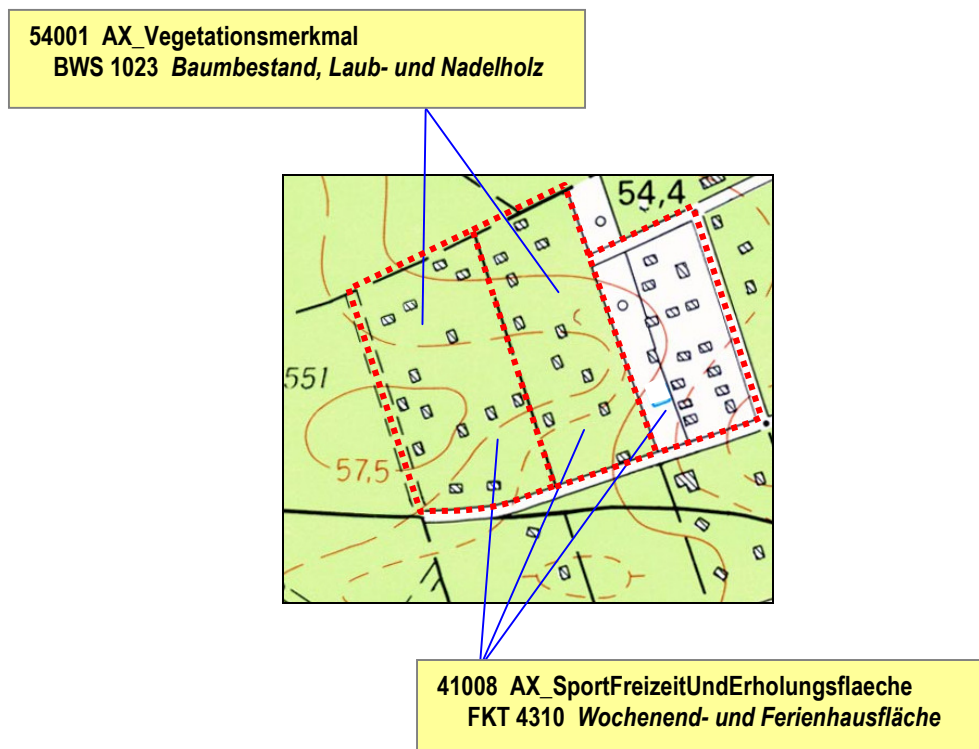 54001 AX_Vegetationsmerkmal
BWS 1023 Baumbestand, Laub- und Nadelholz
54,4
551
57,5
41008 AX_SportFreizeitUndErholungsflaeche
FKT 4310 Wochenend- und Ferienhausfläche